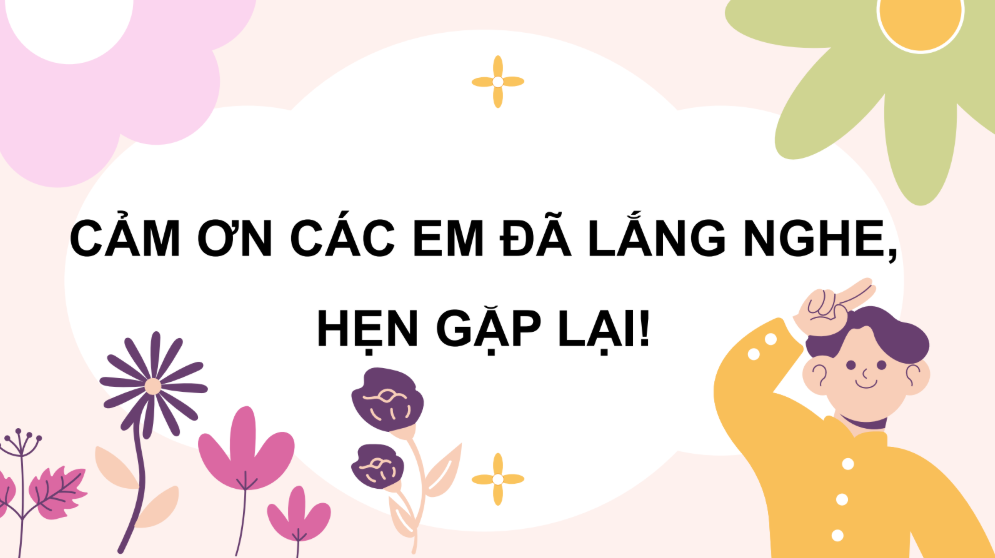 CẢM ƠN CÁC EM ĐÃ LẮNG NGHE,
HẸN GẶP LẠI!